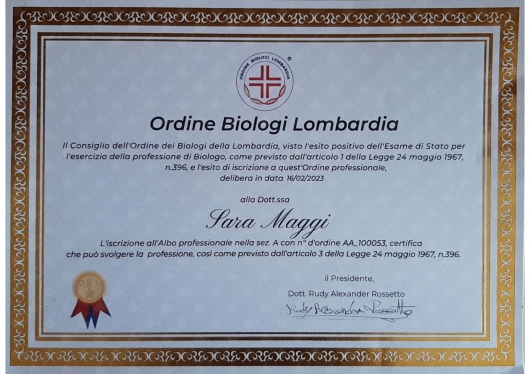 ORDINE BIOLOGI LOMBARDIA
Ordine Biologi Lombardia
Il Consiglio dell'Ordine dei Biologi della Lombardia, visto l'esito positivo dell'Esame di Stato per
l'esercizio della professione di Biologo, come previsto dall'articolo 1 della Legge 24 maggio 1967,
n.396, e l'esito di iscrizione a quest'Ordine professionale,
delibera in data 16/02/2023
alla Dott.ssa
Sara Maggi
L'iscrizione all'Albo professionale nella sez. A con n° d'ordine AA_100053, certifica
che può svolgere la professione, così come previsto dall'articolo 3 della Legge 24 maggio 1967, n.396.
il Presidente,
Dott. Rudy Alexander Rossetto
Rudy Alexander Rossetto